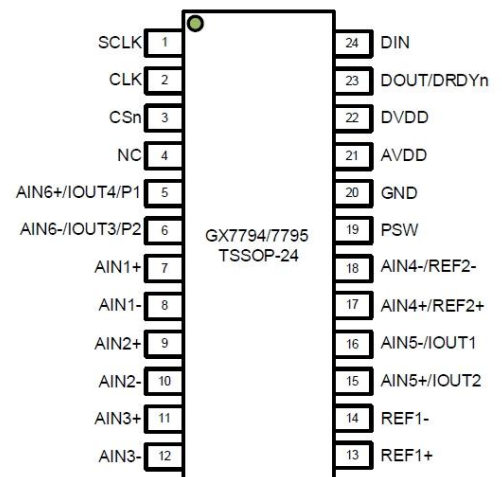 SCLK 1
CLK 2
CSn 3
NC 4
AIN6+/IOUT4/P1 5
AIN6-/IOUT3/P2 6
AIN1+ 7
AIN1- 8
AIN2+ 9
AIN2- 10
AIN3+ 11
AIN3- 12
GX7794/7795
TSSOP-24
24 DIN
23 DOUT/DRDYn
22 DVDD
21 AVDD
20 GND
19 PSW
18 AIN4-/REF2-
17 AIN4+/REF2+
16 AIN5-/IOUT1
15 AIN5+/IOUT2
14 REF1-
13 REF1+